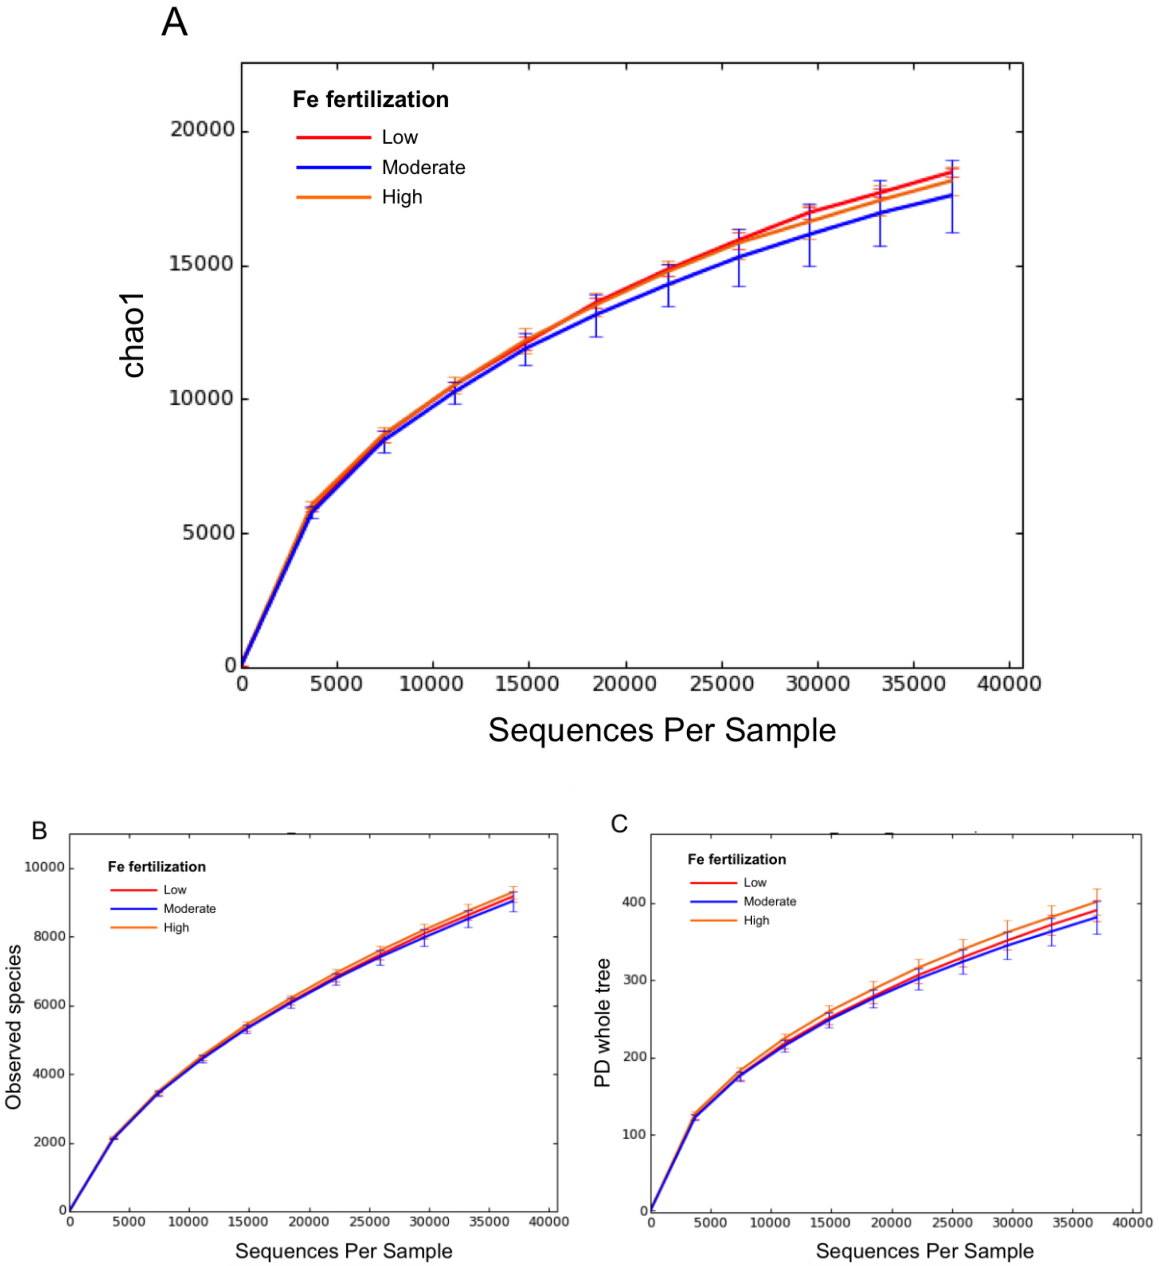 A
Fe fertilization
Low
Moderate
High
20000
15000
10000
5000
0
chao1
0 5000 10000 15000 20000 25000 30000 35000 40000
Sequences Per Sample
B
Fe fertilization
Low
Moderate
High
10000
8000
6000
4000
2000
0
Observed species
0 5000 10000 15000 20000 25000 30000 35000 40000
Sequences Per Sample
C
Fe fertilization
Low
Moderate
High
400
300
200
100
0
PD whole tree
0 5000 10000 15000 20000 25000 30000 35000 40000
Sequences Per Sample